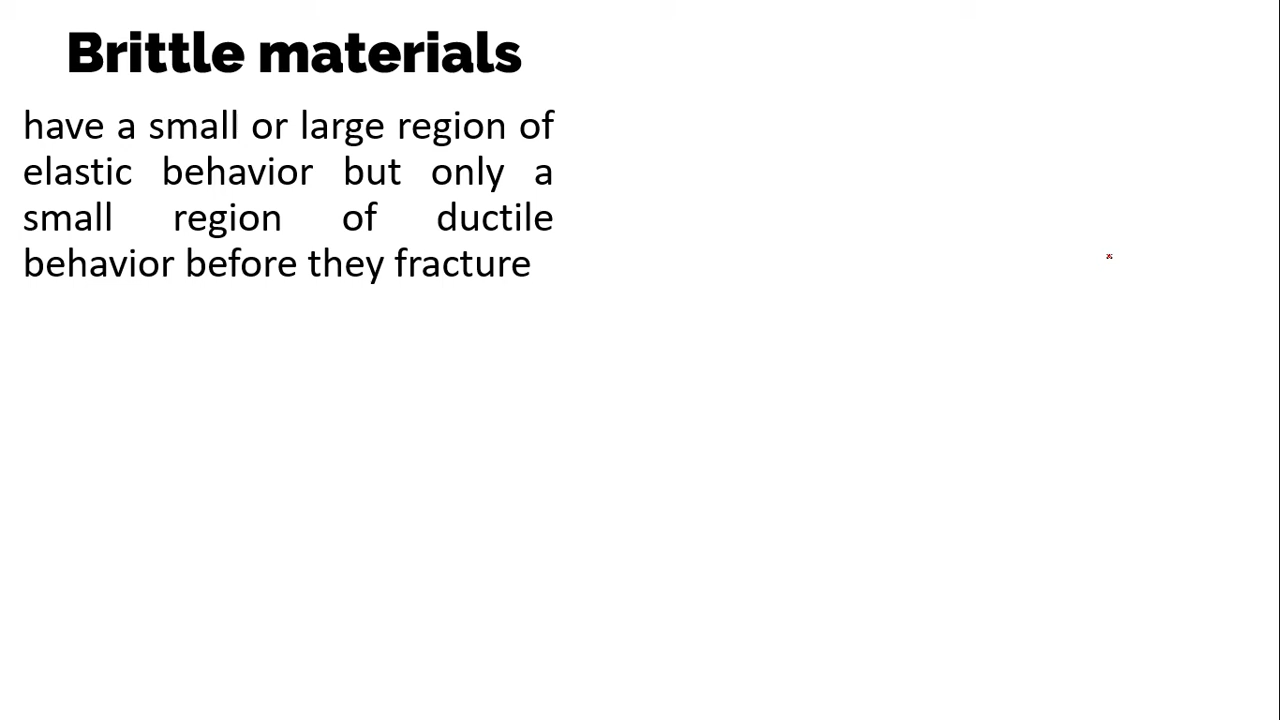 Brittle materials
have a small or large region of
elastic behavior but only a
small region of ductile
behavior before they fracture